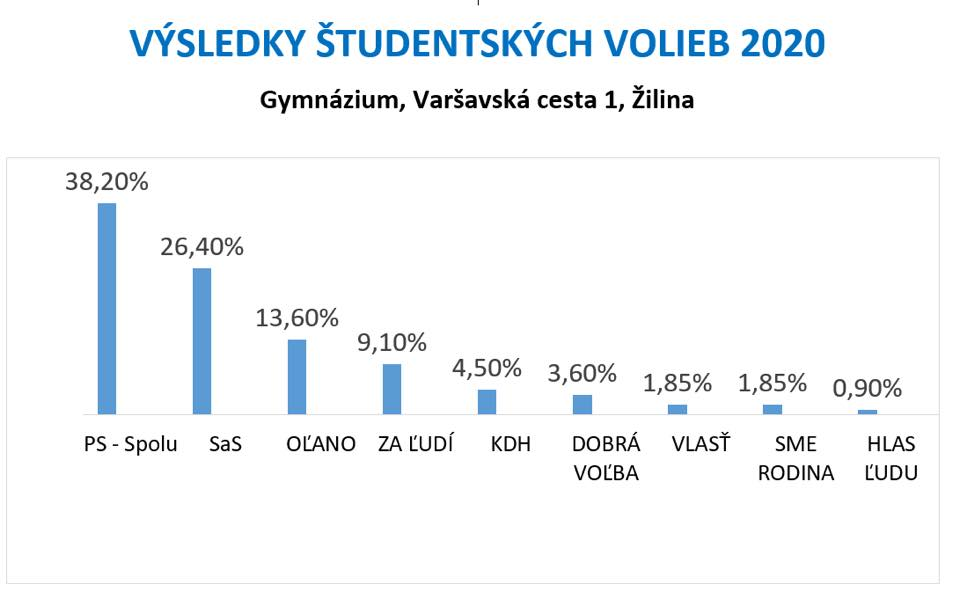 VÝSLEDKY ŠTUDENTSKÝCH VOLIEB 2020
Gymnázium, Varšavská cesta 1, Žilina
38,20%
26,40%
13,60%
9,10%
4,50%
3,60%
1,85%
1,85%
0,90%
PS - Spolu
SaS
OĽANO
ZA ĽUDÍ
KDH
DOBRÁ
VOĽBA
VLASŤ
SME
RODINA
HLAS
ĽUDU